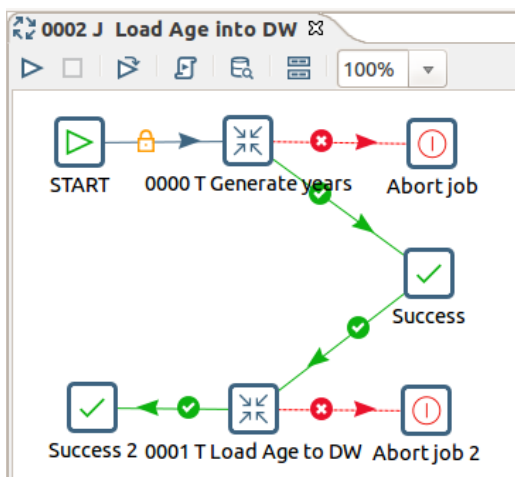 0002 J Load Age into DW
100%
START
0000 T Generate years
Abort job
Success
Success 2
0001 T Load Age to DW
Abort job 2